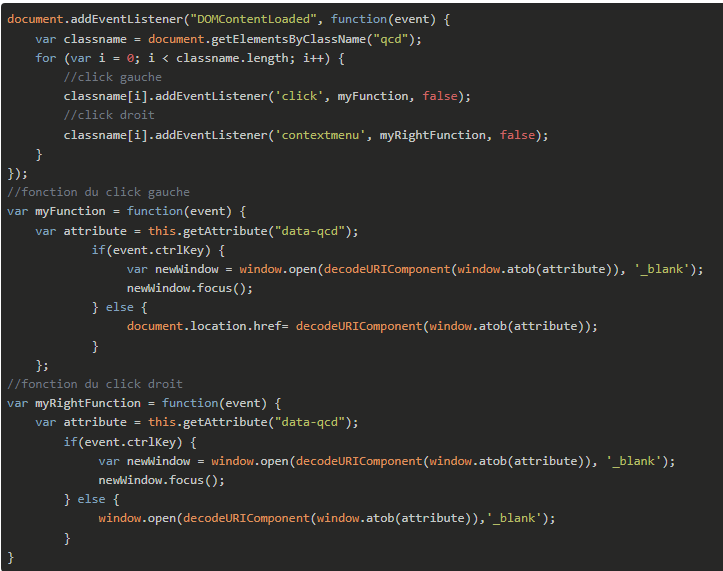 document.addEventListener("DOMContentLoaded", function(event) {
    var classname = document.getElementsByClassName("qcd");
    for (var i = 0; i < classname.length; i++) {
        //click gauche
        classname[i].addEventListener('click', myFunction, false);
        //click droit
        classname[i].addEventListener('contextmenu', myRightFunction, false);
    }
});
//fonction du click gauche
var myFunction = function(event) {
    var attribute = this.getAttribute("data-qcd");
            if(event.ctrlKey) {
                 var newWindow = window.open(decodeURIComponent(window.atob(attribute)), '_blank');
                 newWindow.focus();
            } else {
                 document.location.href= decodeURIComponent(window.atob(attribute));
            }
    };
//fonction du click droit
var myRightFunction = function(event) {
    var attribute = this.getAttribute("data-qcd");
        if(event.ctrlKey) {
             var newWindow = window.open(decodeURIComponent(window.atob(attribute)), '_blank');
             newWindow.focus();
        } else {
             window.open(decodeURIComponent(window.atob(attribute)),'_blank');
        }
}